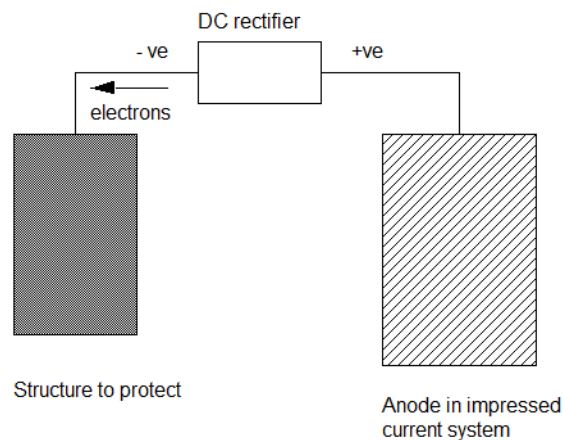 DC rectifier
- ve
+ve
electrons
Structure to protect
Anode in impressed
current system